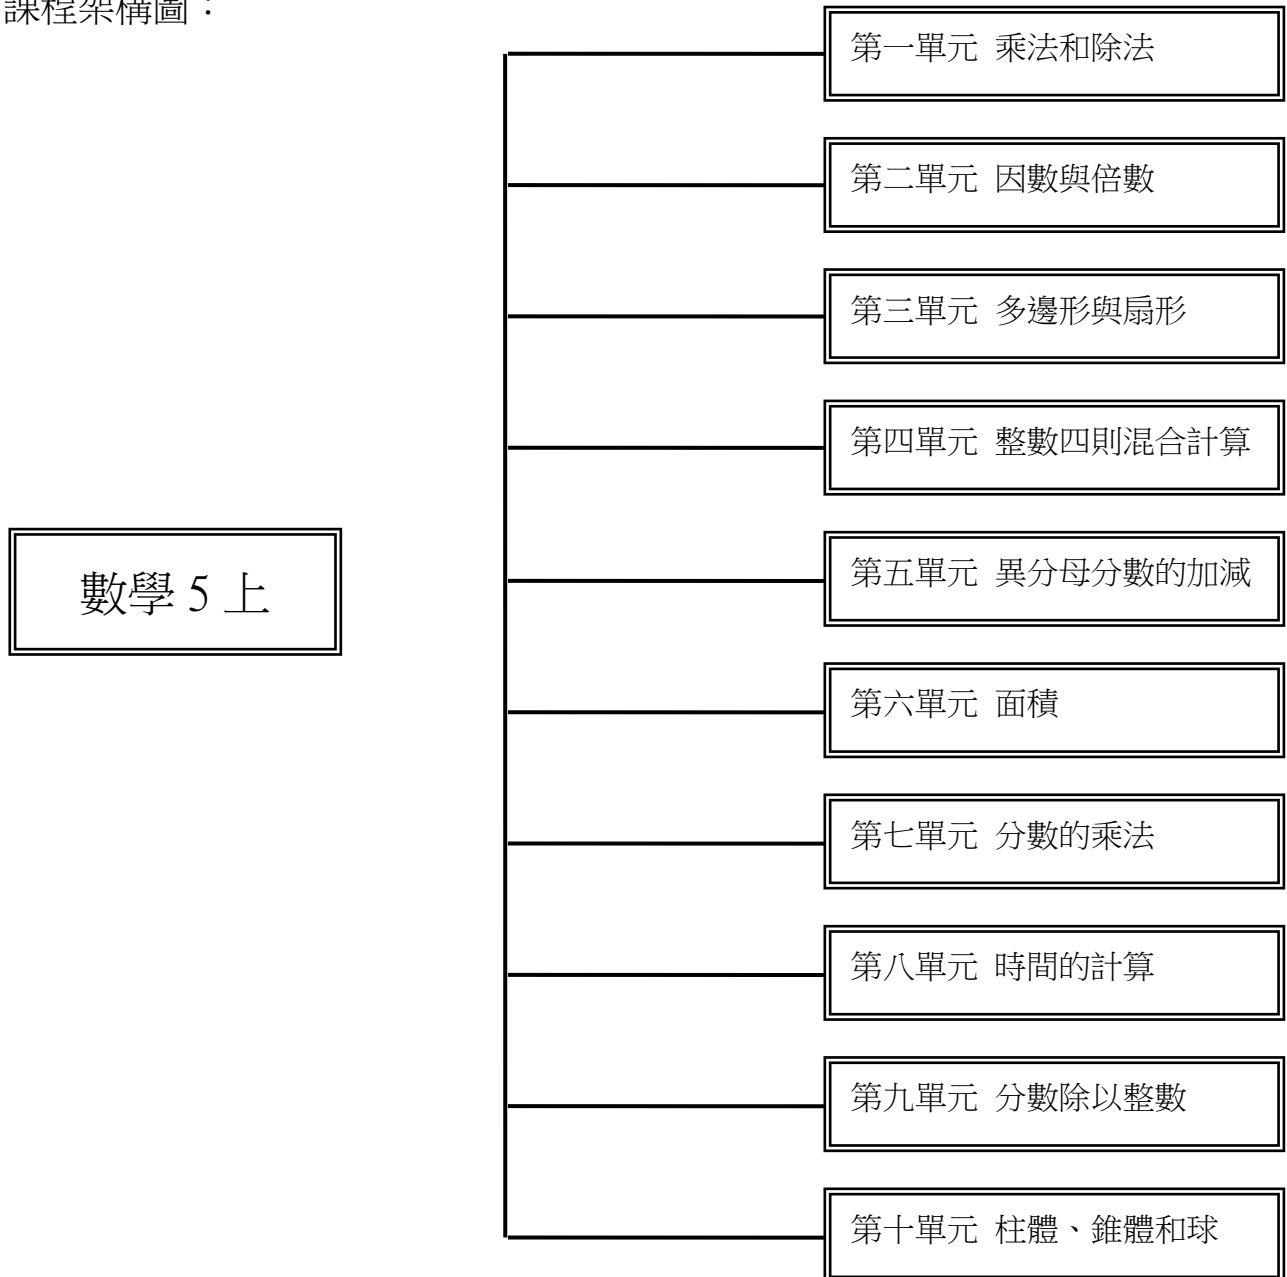 課程架構圖：
第一單元 乘法和除法
第二單元 因數與倍數
第三單元 多邊形與扇形
第四單元 整數四則混合計算
數學 5 上
第五單元 異分母分數的加減
第六單元 面積
第七單元 分數的乘法
第八單元 時間的計算
第九單元 分數除以整數
第十單元 柱體、錐體和球